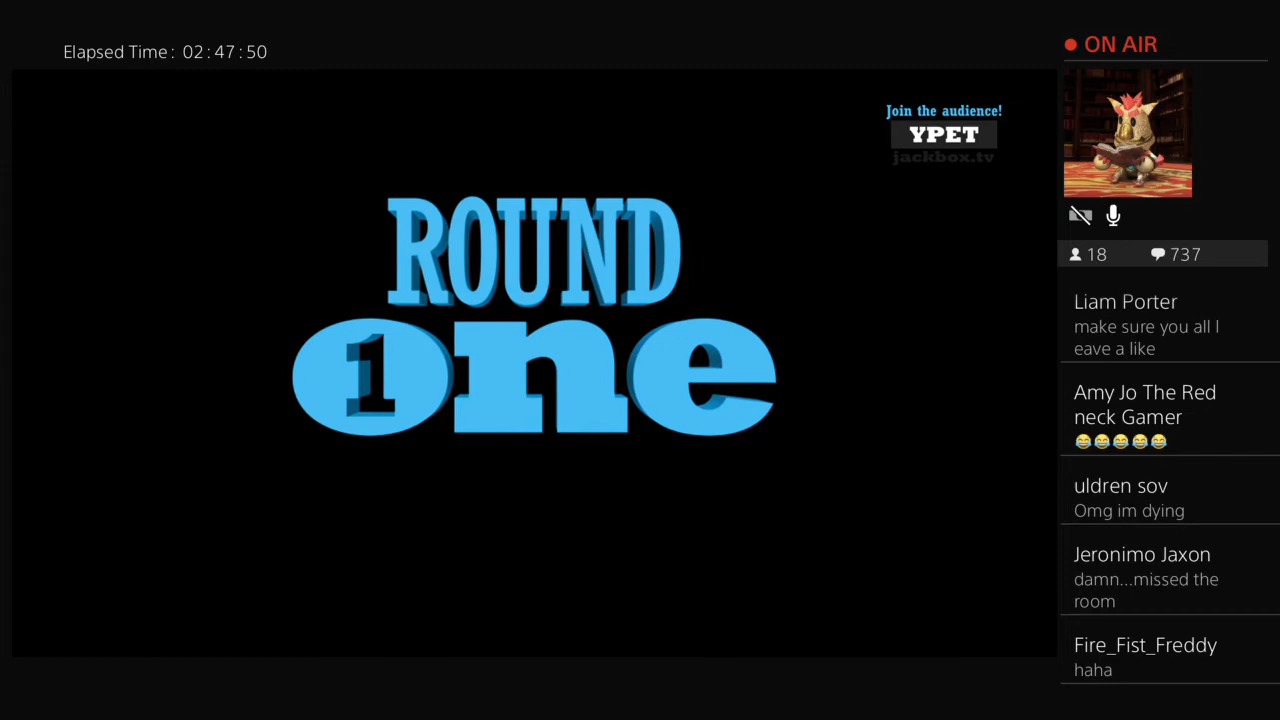 Elapsed Time: 02:47:50
ON AIR
Join the audience!
YPET
jackbox.tv
ROUND
1
one
18 737
Liam Porter
make sure you all l
eave a like
Amy Jo The Red
neck Gamer
😂😂😂😂😂
uldren sov
Omg im dying
Jeronimo Jaxon
damn...missed the
room
Fire_Fist_Freddy
haha